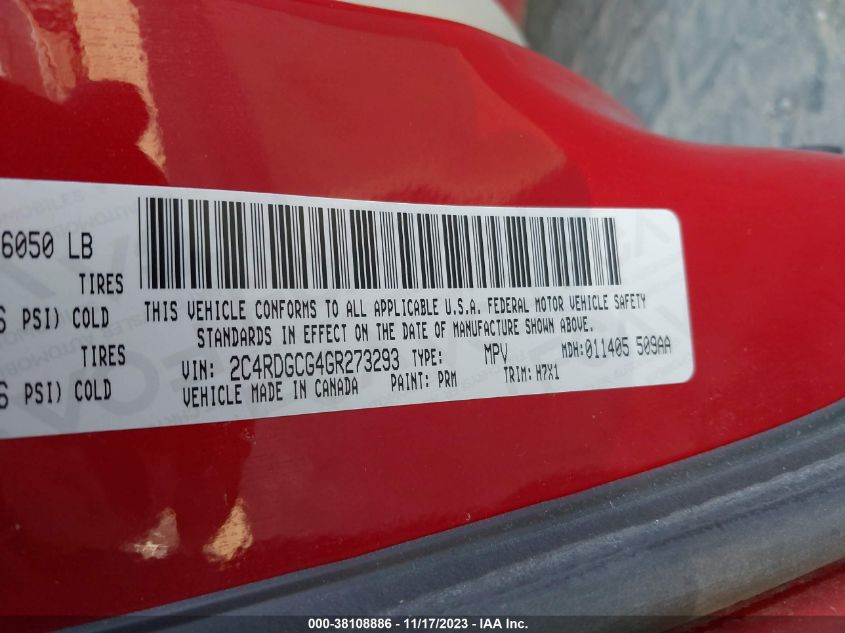 6050 LB
TIRES
PSI) COLD
TIRES
PSI) COLD
THIS VEHICLE CONFORMS TO ALL APPLICABLE U.S.A. FEDERAL MOTOR VEHICLE SAFETY
STANDARDS IN EFFECT ON THE DATE OF MANUFACTURE SHOWN ABOVE.
VIN: 2C4RDGCG4GR273293 TYPE: MPV MDH:011405 509AA
VEHICLE MADE IN CANADA PAINT: PRM TRIM: H7X1
000-38108886 - 11/17/2023 - IAA Inc.